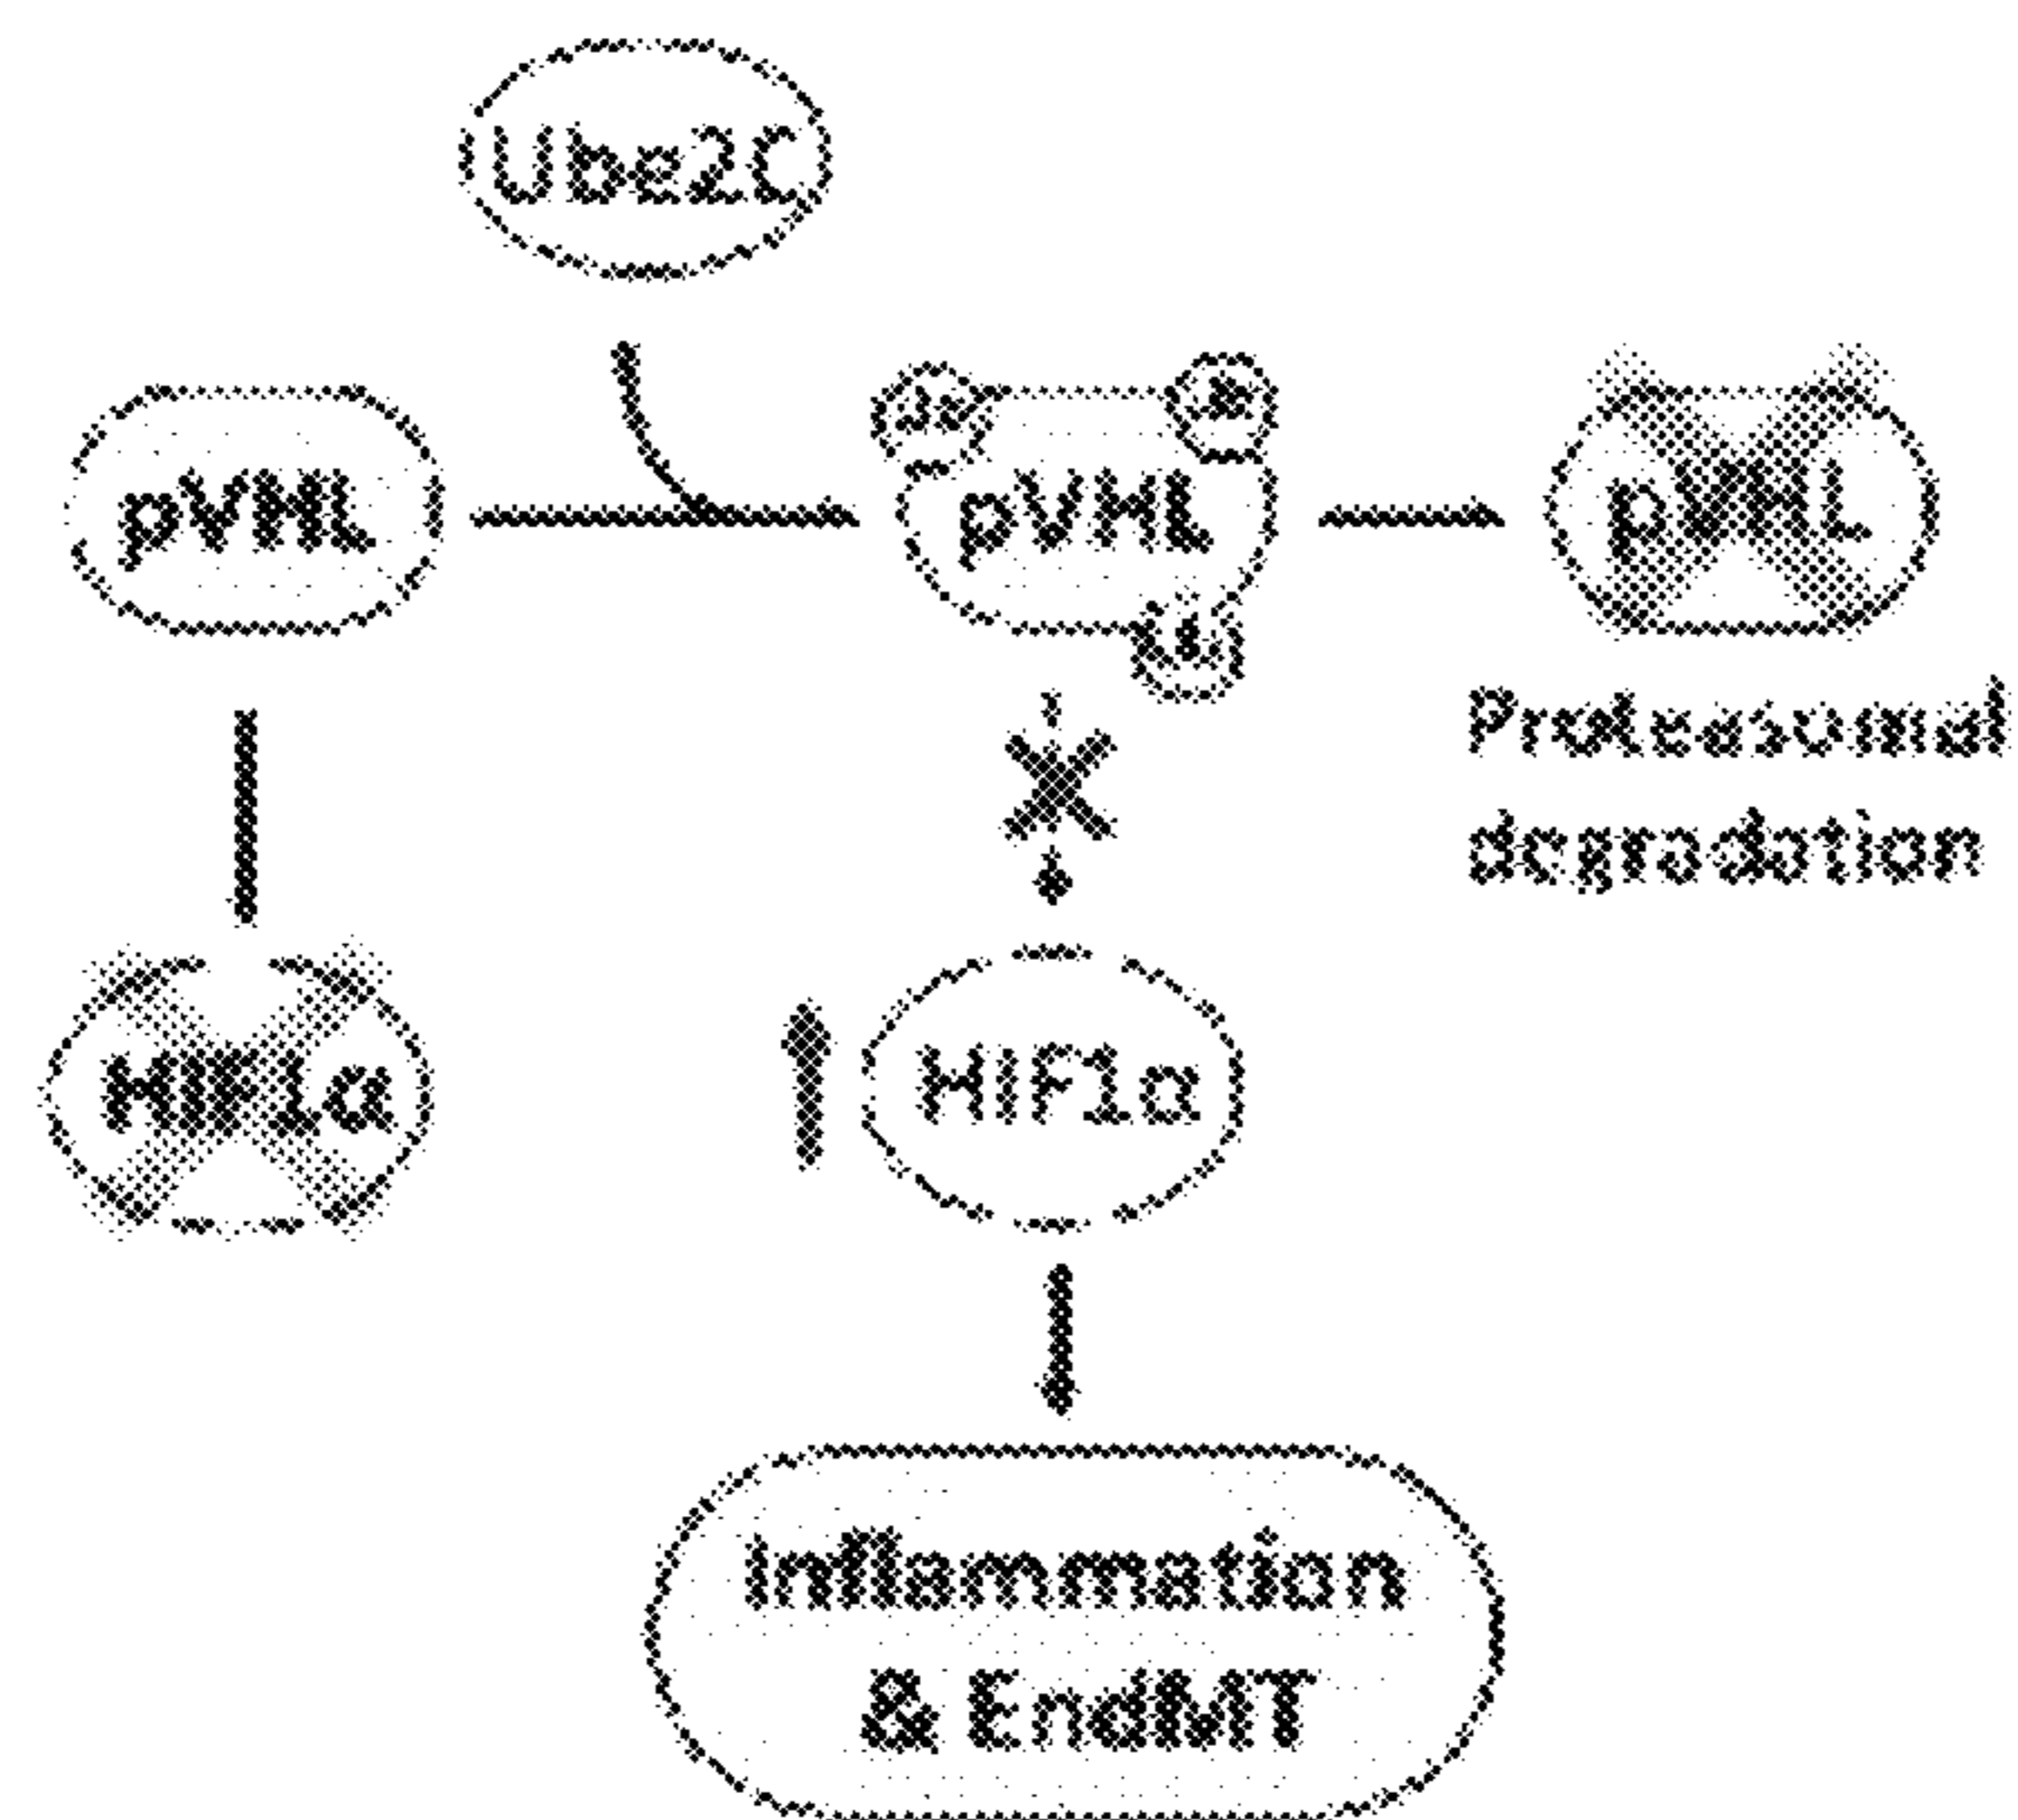 Ube2C
pVHL
pVHL
pVHL
Proteasomal
degradation
HIF1α
HIF1α
Inflammation
& EndMT